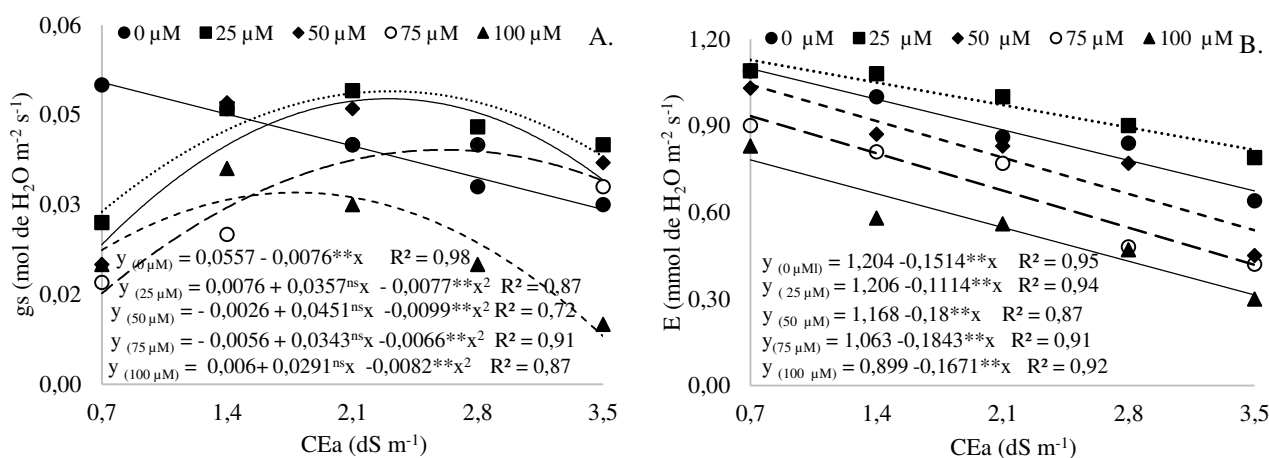 0,06
0,05
0,03
0,02
0,00
gs (mol de H₂O m⁻² s⁻¹)
0 µM 25 µM 50 µM 75 µM 100 µM A.
y (0 µM) = 0,0557 - 0,0076**x R² = 0,98
y (25 µM) = 0,0076 + 0,0357ⁿˢx - 0,0077**x² R² = 0,87
y (50 µM) = - 0,0026 + 0,0451ⁿˢx -0,0099**x² R² = 0,72
y (75 µM) = - 0,0056 + 0,0343ⁿˢx -0,0066**x² R² = 0,91
y (100 µM) = 0,006+ 0,0291ⁿˢx -0,0082**x² R² = 0,87
0,7 1,4 2,1 2,8 3,5
CEa (dS m⁻¹)
1,20
0,90
0,60
0,30
0,00
E (mmol de H₂O m⁻² s⁻¹)
0 µM 25 µM 50 µM 75 µM 100 µM B.
y (0 µMl) = 1,204 -0,1514**x R² = 0,95
y (25 µM) = 1,206 -0,1114**x R² = 0,94
y (50 µM) = 1,168 -0,18**x R² = 0,87
y(75 µM) = 1,063 -0,1843**x R² = 0,91
y (100 µM) = 0,899 -0,1671**x R² = 0,92
0,7 1,4 2,1 2,8 3,5
CEa (dS m⁻¹)